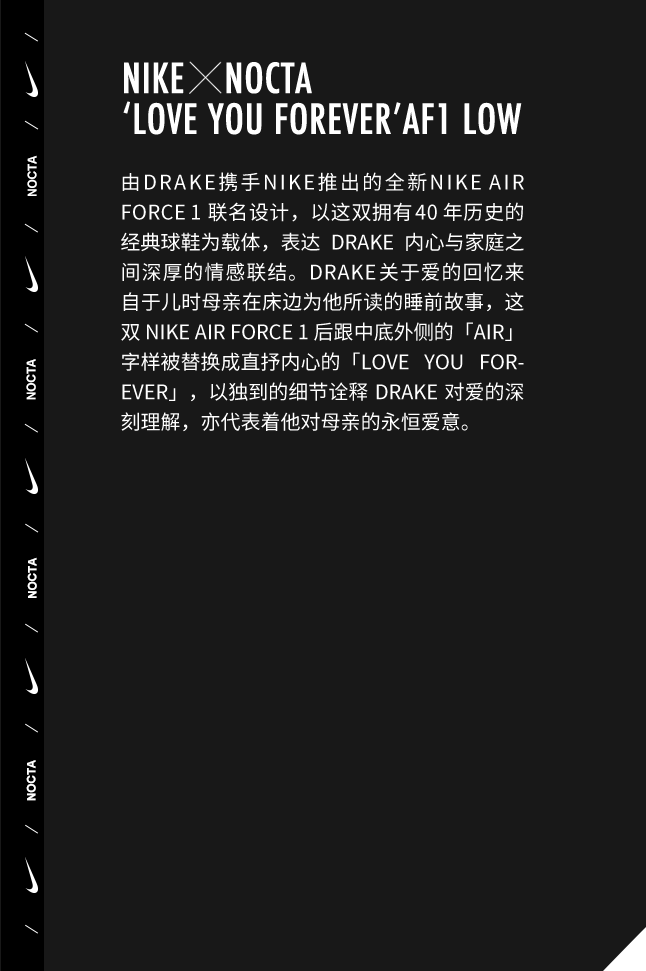 NIKE╳NOCTA
‘LOVE YOU FOREVER’AF1 LOW
由DRAKE携手NIKE推出的全新NIKE AIR
FORCE 1 联名设计，以这双拥有40 年历史的
经典球鞋为载体，表达 DRAKE 内心与家庭之
间深厚的情感联结。DRAKE关于爱的回忆来
自于儿时母亲在床边为他所读的睡前故事，这
双 NIKE AIR FORCE 1 后跟中底外侧的「AIR」
字样被替换成直抒内心的「LOVE YOU FOR-
EVER」，以独到的细节诠释 DRAKE 对爱的深
刻理解，亦代表着他对母亲的永恒爱意。
NOCTA
NOCTA
NOCTA
NOCTA